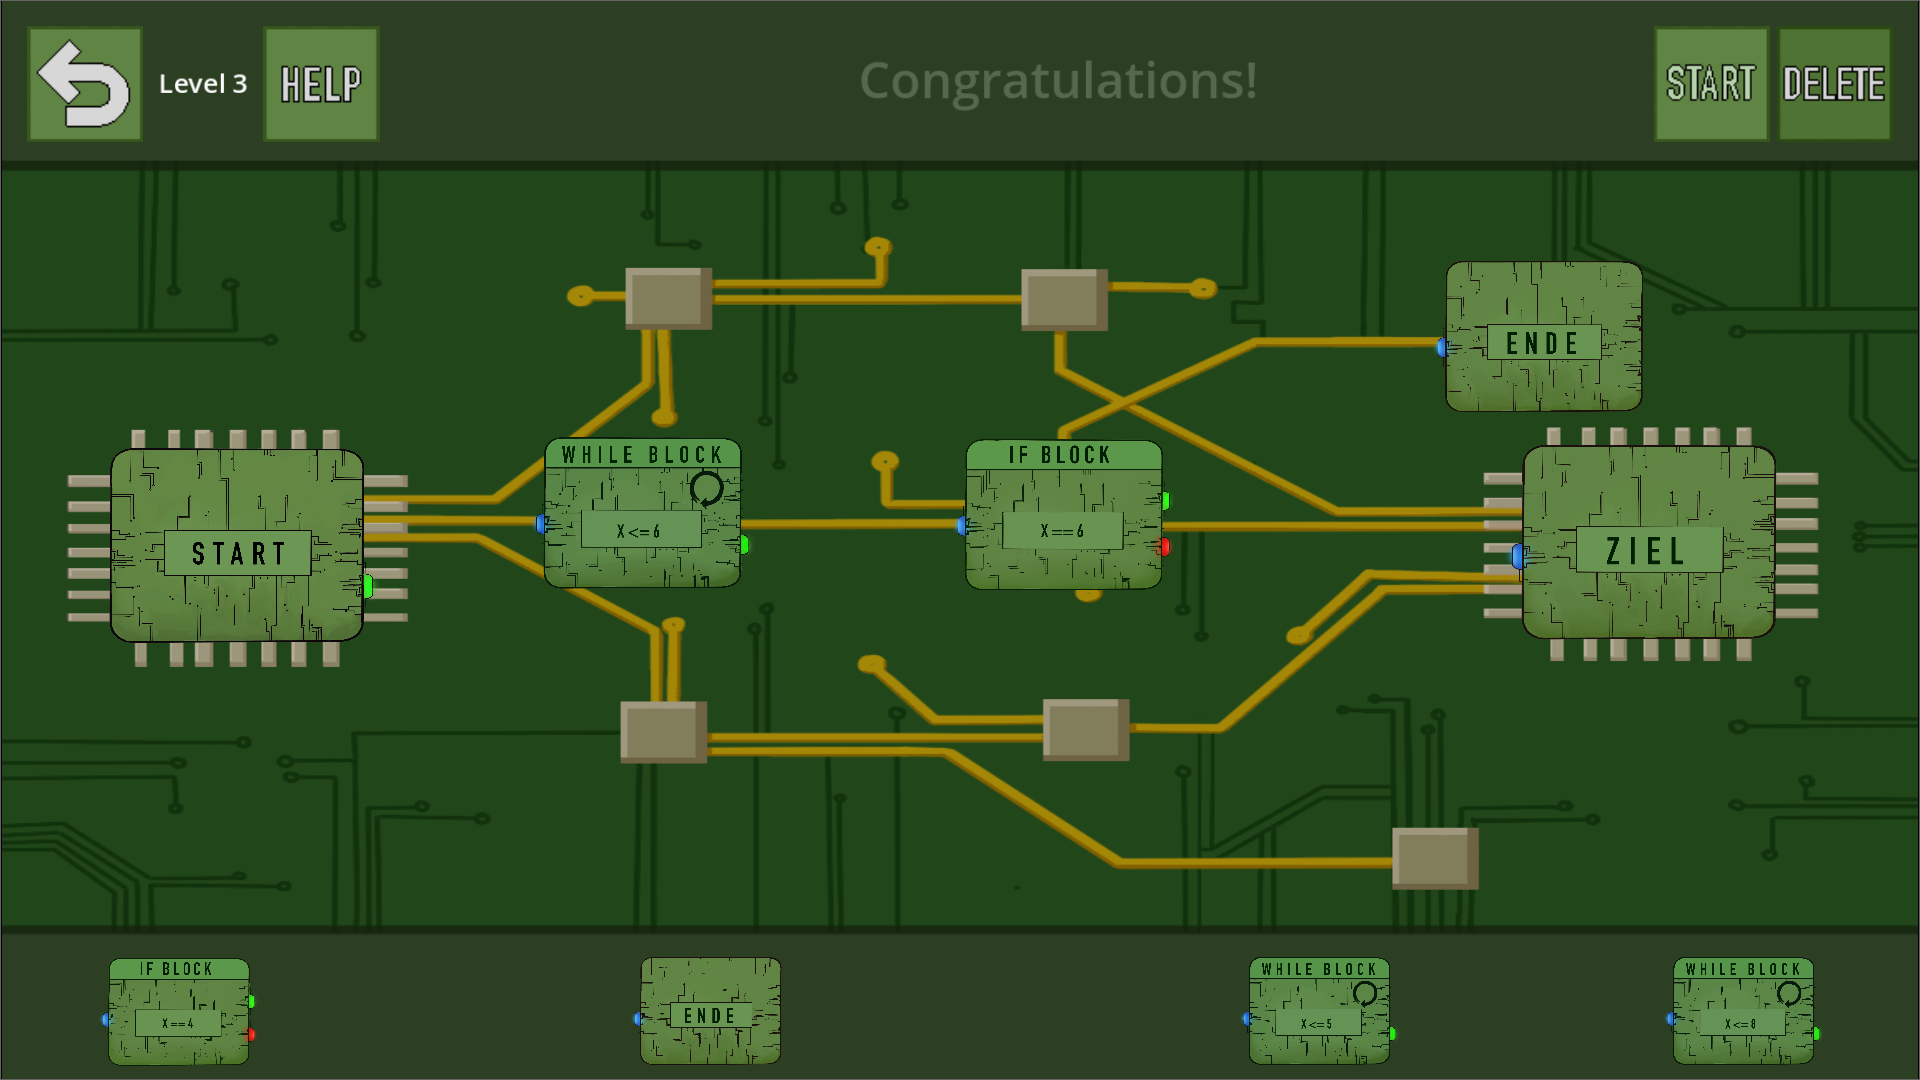 Level 3
HELP
Congratulations!
START
DELETE
ENDE
WHILE BLOCK
X<=6
IF BLOCK
X==6
START
ZIEL
IF BLOCK
X==4
ENDE
WHILE BLOCK
X<=5
WHILE BLOCK
X<=8